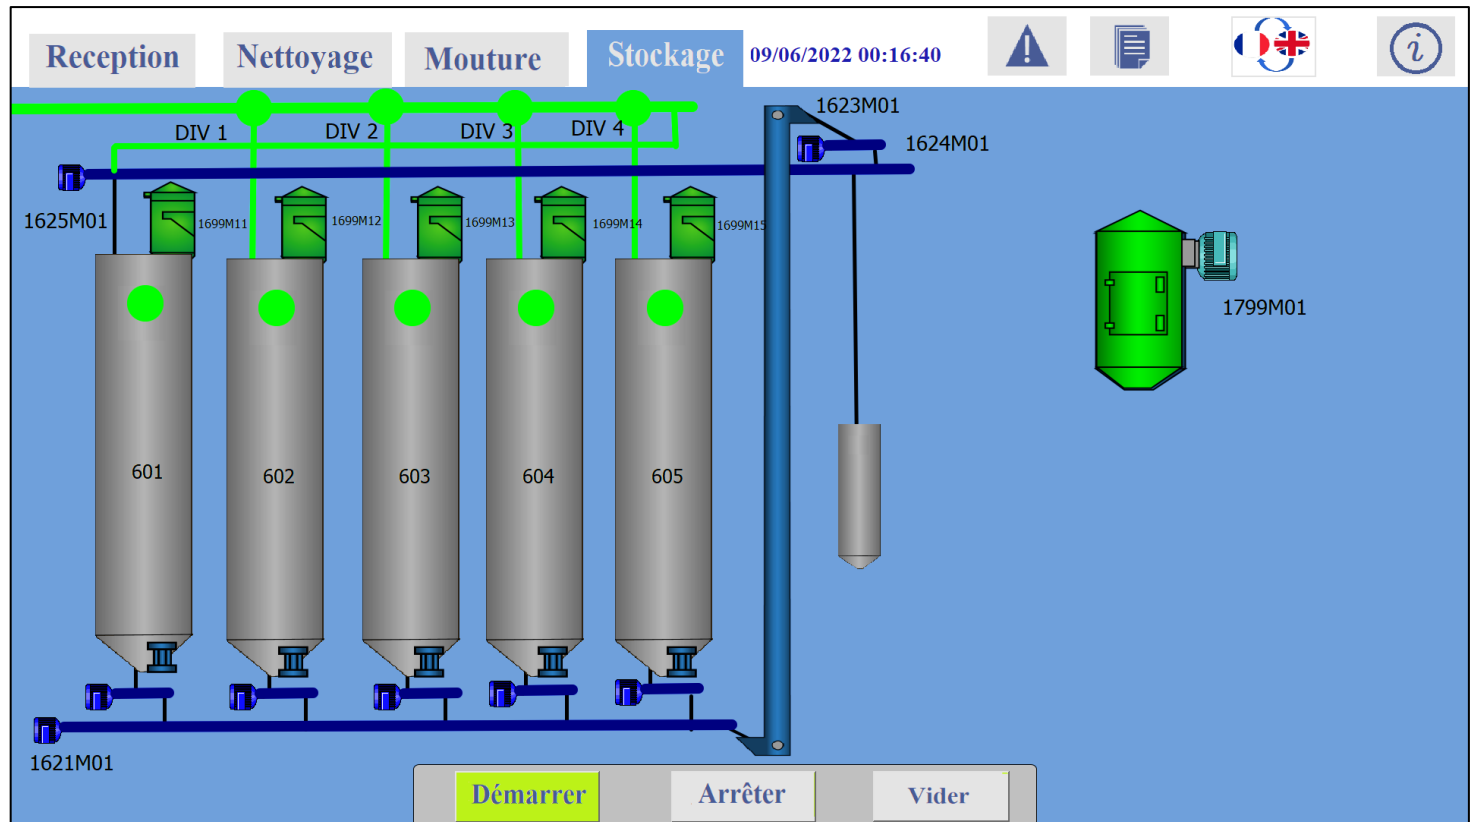 Reception
Nettoyage
Mouture
Stockage
09/06/2022 00:16:40
i
DIV 1
DIV 2
DIV 3
DIV 4
1623M01
1624M01
1625M01
1699M11
1699M12
1699M13
1699M14
1699M15
1799M01
601
602
603
604
605
1621M01
Démarrer
Arrêter
Vider